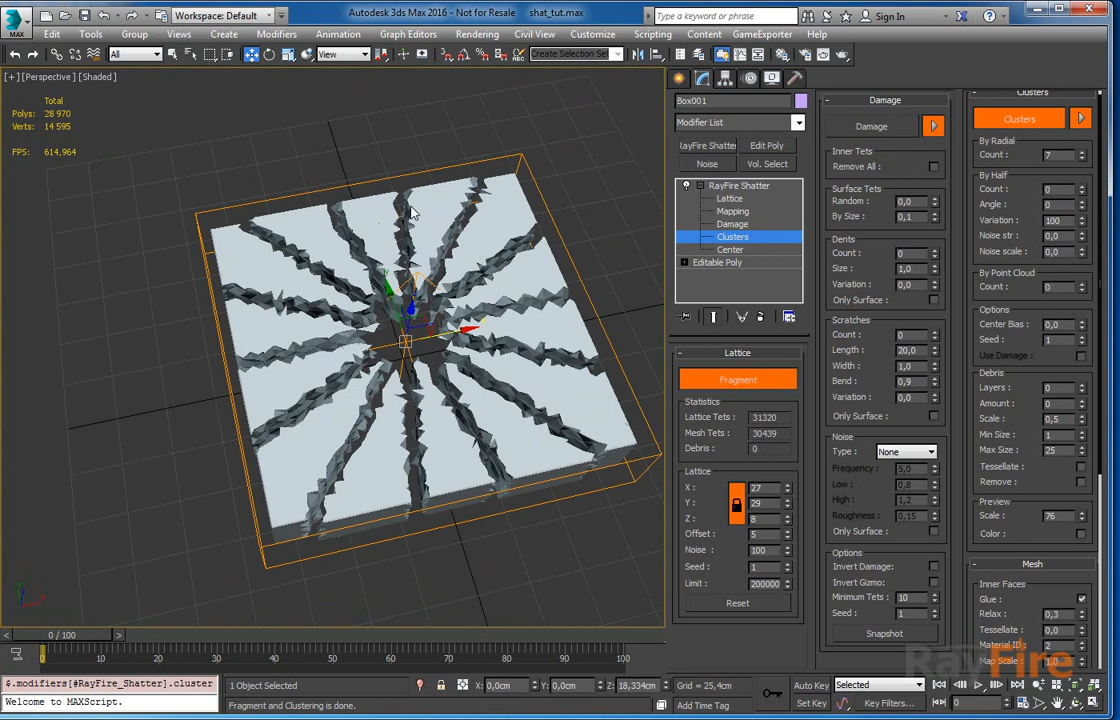 Autodesk 3ds Max 2016 - Not for Resale shat_tut.max
MAX
Workspace: Default
Type a keyword or phrase
Sign In
Edit Tools Group Views Create Modifiers Animation Graph Editors Rendering Civil View Customize Scripting Content GameExporter Help
All
View
Create Selection Set
[+] [Perspective] [Shaded]
Total
Polys: 28 970
Verts: 14 595
FPS: 614,964
Box001
Modifier List
RayFire Shatter
Edit Poly
Noise
Vol. Select
RayFire Shatter
Lattice
Mapping
Damage
Clusters
Center
Editable Poly
Lattice
Fragment
Statistics
Lattice Tets : 31320
Mesh Tets : 30439
Debris : 0
Lattice
X : 27
Y : 29
Z : 8
Offset : 5
Noise : 100
Seed : 1
Limit : 200000
Reset
Damage
Damage
Inner Tets
Remove All :
Surface Tets
Random : 0,0
By Size : 0,1
Dents
Count : 0
Size : 1,0
Variation : 0,0
Only Surface :
Scratches
Count : 0
Length : 20,0
Width : 1,0
Bend : 0,9
Variation : 0,0
Only Surface :
Noise
Type : None
Frequency : 5,0
Low : 0,8
High : 1,2
Roughness : 0,15
Only Surface :
Options
Invert Damage:
Invert Gizmo:
Minimum Tets : 10
Seed : 1
Snapshot
Clusters
Clusters
By Radial
Count : 7
By Half
Count : 0
Angle : 0
Variation : 100
Noise str : 0,0
Noise scale : 0,0
By Point Cloud
Count : 0
Options
Center Bias : 0,0
Seed : 1
Use Damage :
Debris
Layers : 0
Amount : 0
Scale : 0,5
Min Size : 1
Max Size : 25
Tessellate :
Remove :
Preview
Scale : 76
Color :
Mesh
Inner Faces
Glue :
Relax : 0,3
Tessellate : 0,0
Material ID : 2
Map Scale : 1,0
RayFire
0 / 100
0 10 20 30 40 50 60 70 80 90 100
$.modifiers[#RayFire_Shatter].cluster
Welcome to MAXScript.
1 Object Selected
Fragment and Clustering is done.
X: 0,0cm
Y: 0,0cm
Z: 18,334cm
Grid = 25,4cm
Add Time Tag
Auto Key
Selected
Set Key
Key Filters...
0